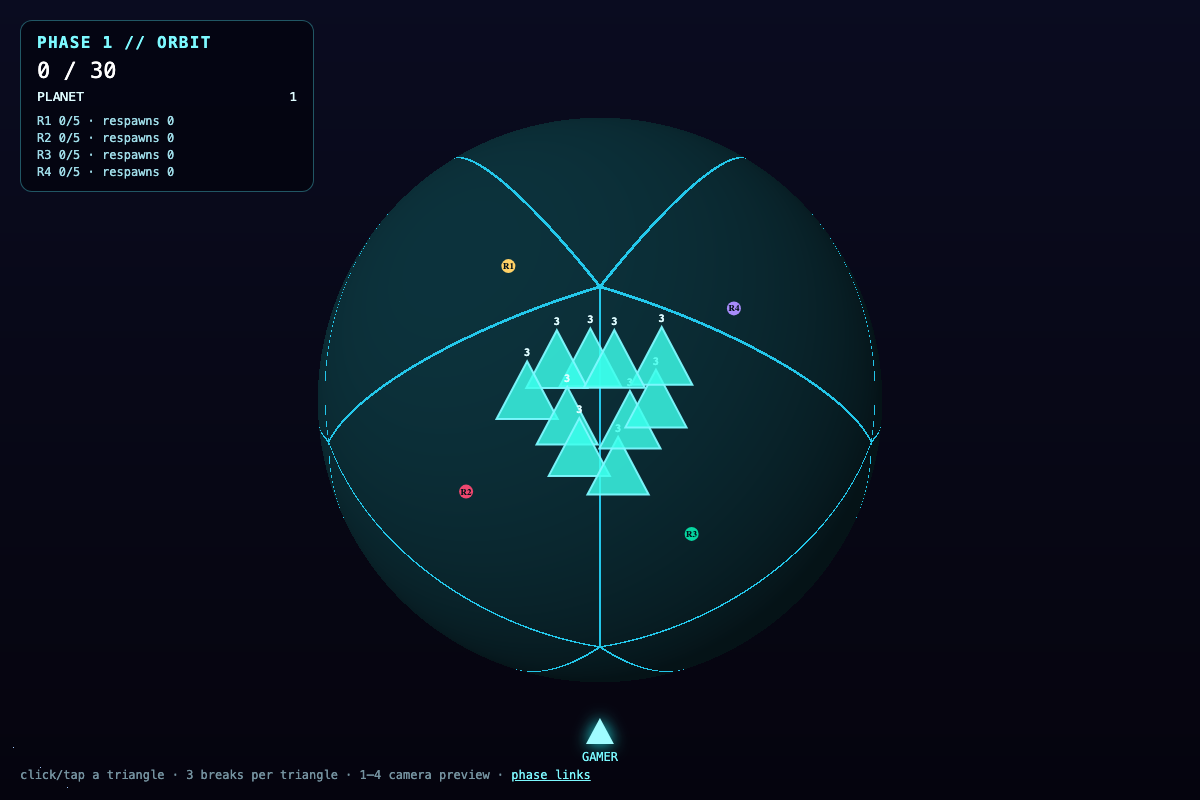 PHASE 1 // ORBIT
0 / 30
PLANET 1
R1 0/5 · respawns 0
R2 0/5 · respawns 0
R3 0/5 · respawns 0
R4 0/5 · respawns 0
R1
R4
3 3 3 3
3 3
3 3
3
3
R2
R3
GAMER
click/tap a triangle · 3 breaks per triangle · 1–4 camera preview · phase links